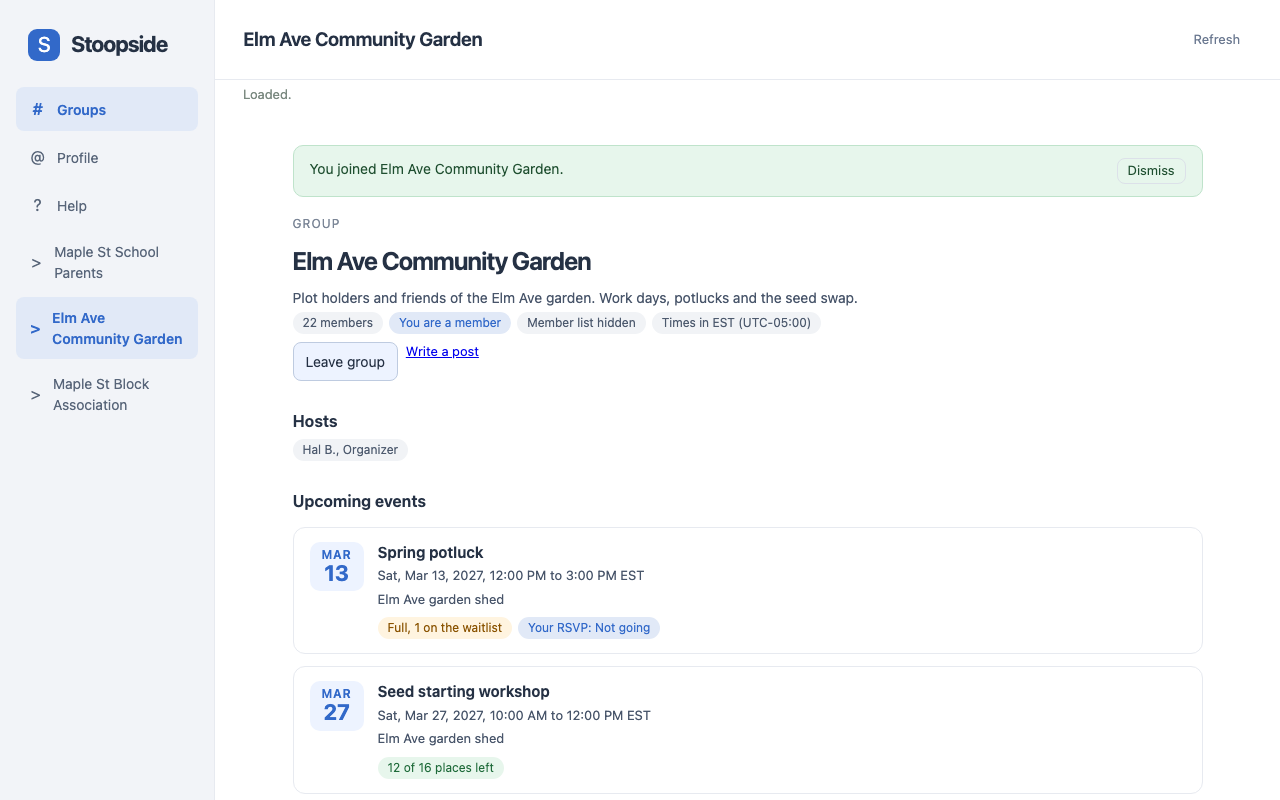 S Stoopside
# Groups
@ Profile
? Help
> Maple St School
Parents
> Elm Ave
Community Garden
> Maple St Block
Association
Elm Ave Community Garden
Refresh
Loaded.
You joined Elm Ave Community Garden.
Dismiss
GROUP
Elm Ave Community Garden
Plot holders and friends of the Elm Ave garden. Work days, potlucks and the seed swap.
22 members You are a member Member list hidden Times in EST (UTC-05:00)
Leave group Write a post
Hosts
Hal B., Organizer
Upcoming events
MAR
13
Spring potluck
Sat, Mar 13, 2027, 12:00 PM to 3:00 PM EST
Elm Ave garden shed
Full, 1 on the waitlist Your RSVP: Not going
MAR
27
Seed starting workshop
Sat, Mar 27, 2027, 10:00 AM to 12:00 PM EST
Elm Ave garden shed
12 of 16 places left